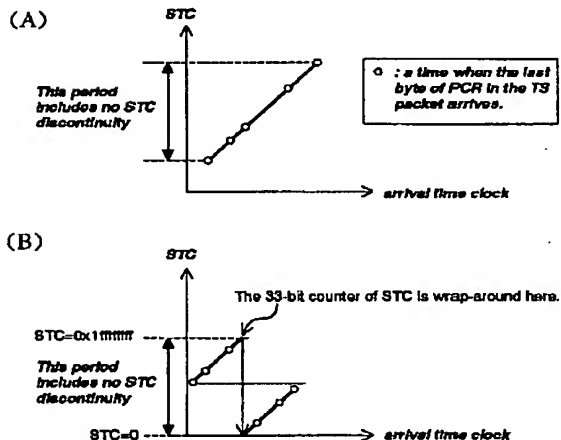 (A)
STC
This period
includes no STC
discontinuity
o : a time when the last
byte of PCR in the TS
packet arrives.
arrival time clock
(B)
STC
The 33-bit counter of STC is wrap-around here.
STC=0x1ffffffff
This period
includes no STC
discontinuity
STC=0
arrival time clock